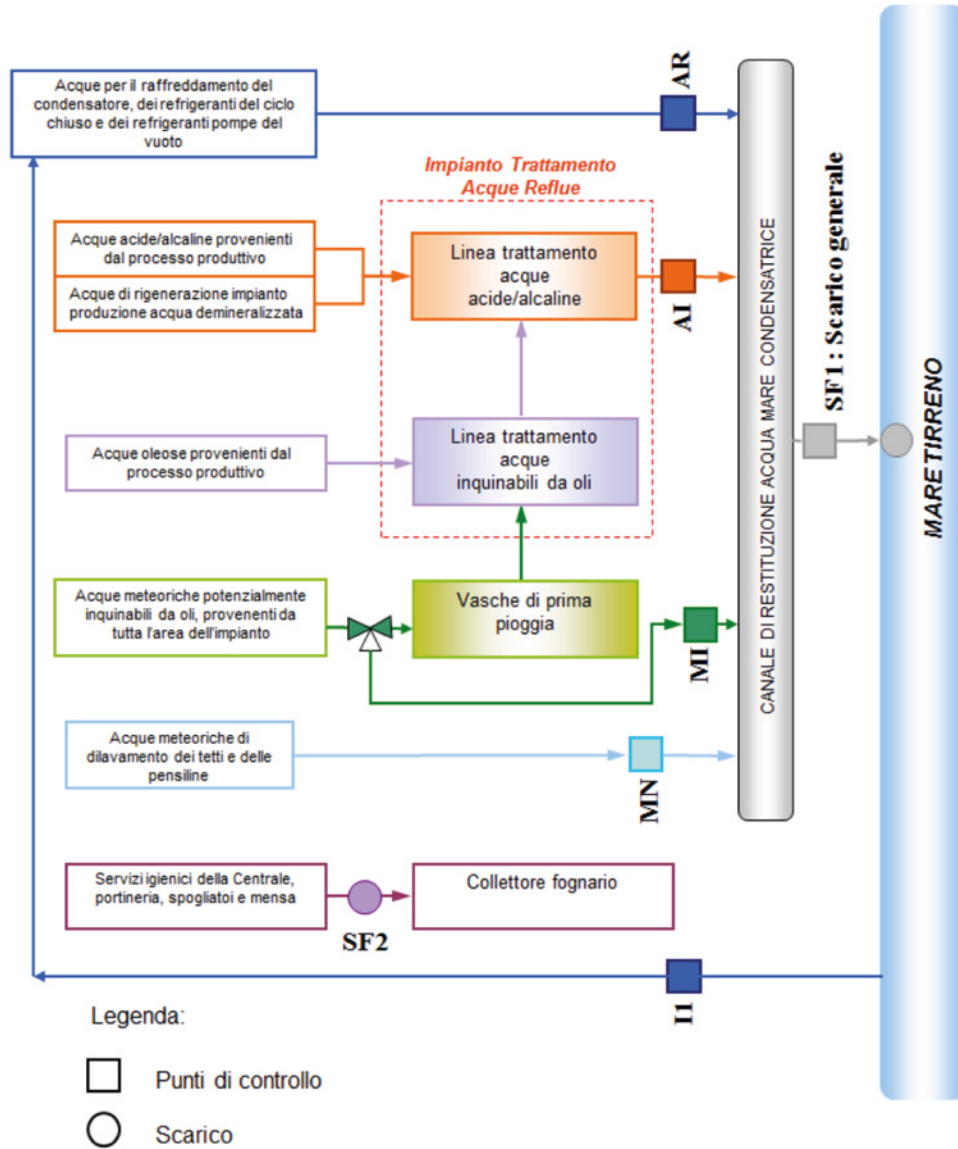 Acque per il raffreddamento del
condensatore, dei refrigeranti del ciclo
chiuso e dei refrigeranti pompe del
vuoto
AR
Impianto Trattamento
Acque Reflue
Acque acide/alcaline provenienti
dal processo produttivo
Acque di rigenerazione impianto
produzione acqua demineralizzata
Linea trattamento
acque
acide/alcaline
AI
Acque oleose provenienti dal
processo produttivo
Linea trattamento
acque
inquinabili da oli
Acque meteoriche potenzialmente
inquinabili da oli, provenenti da
tutta l'area dell'impianto
Vasche di prima
pioggia
MI
Acque meteoriche di
dilavamento dei tetti e delle
pensiline
MN
CANALE DI RESTITUZIONE ACQUA MARE CONDENSATRICE
SF1 : Scarico generale
MARE TIRRENO
Servizi igienici della Centrale,
portineria, spogliatoi e mensa
SF2
Collettore fognario
I1
Legenda:
Punti di controllo
Scarico